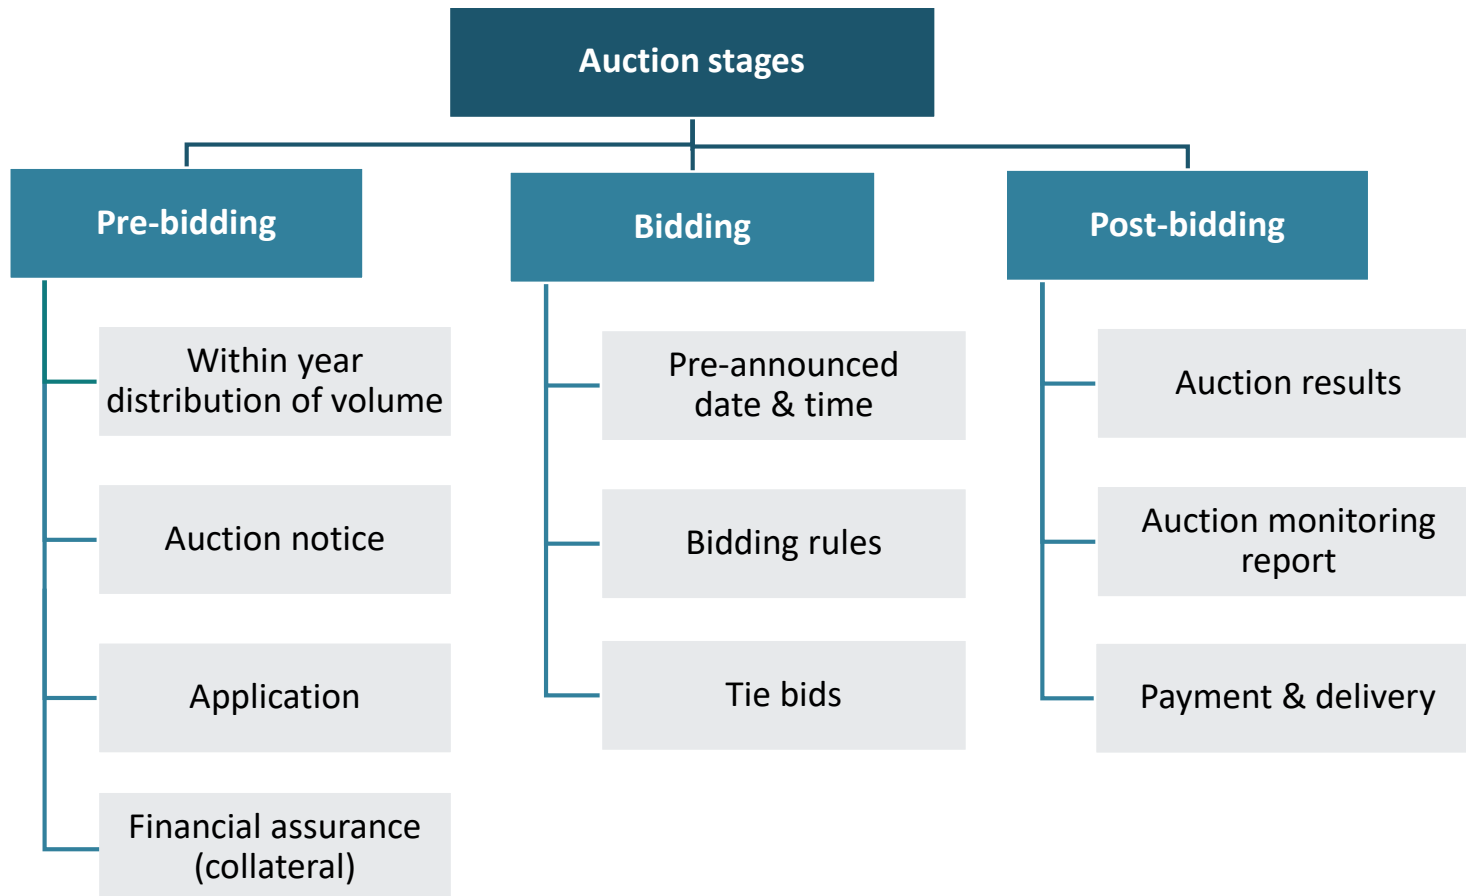 Auction stages
Pre-bidding
Within year
distribution of volume
Auction notice
Application
Financial assurance
(collateral)
Bidding
Pre-announced
date & time
Bidding rules
Tie bids
Post-bidding
Auction results
Auction monitoring
report
Payment & delivery